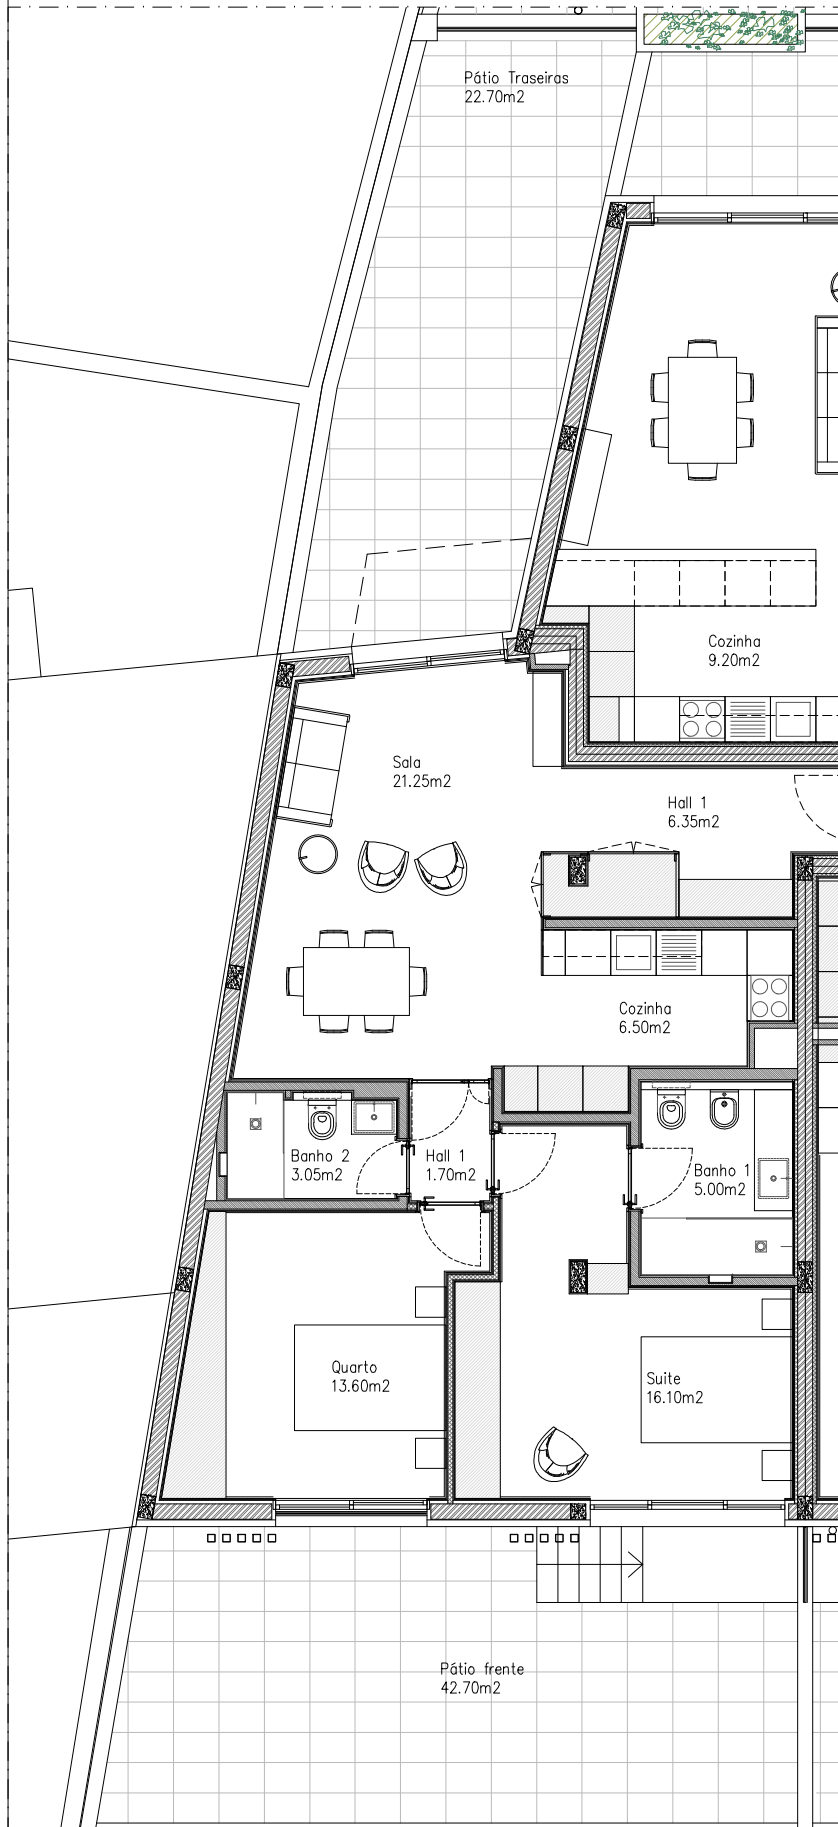 Pátio Traseiras
22.70m2
Cozinha
9.20m2
Sala
21.25m2
Hall 1
6.35m2
Cozinha
6.50m2
Banho 2
3.05m2
Hall 1
1.70m2
Banho 1
5.00m2
Quarto
13.60m2
Suite
16.10m2
Pátio frente
42.70m2